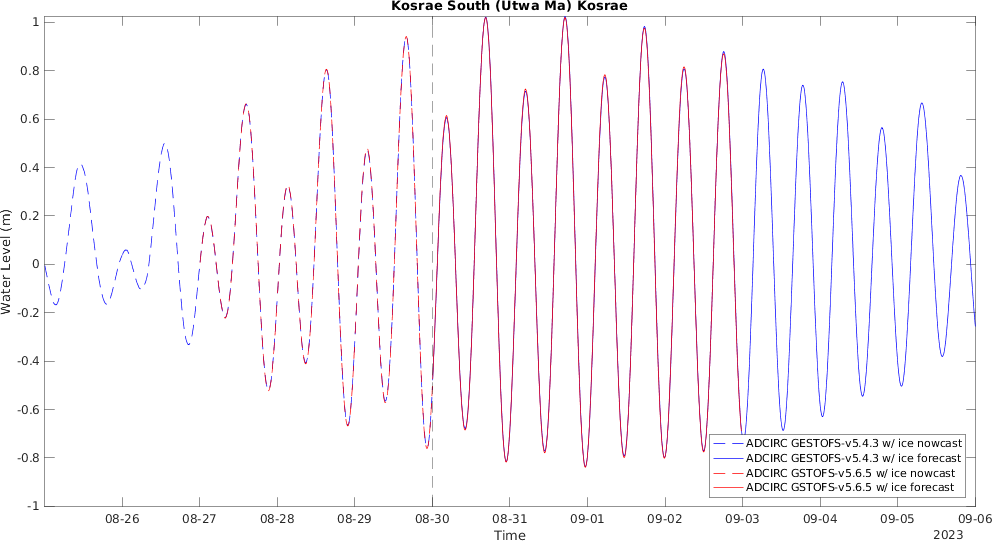 Kosrae South (Utwa Ma) Kosrae
Water Level (m)
1
0.8
0.6
0.4
0.2
0
-0.2
-0.4
-0.6
-0.8
-1
ADCIRC GESTOFS-v5.4.3 w/ ice nowcast
ADCIRC GESTOFS-v5.4.3 w/ ice forecast
ADCIRC GSTOFS-v5.6.5 w/ ice nowcast
ADCIRC GSTOFS-v5.6.5 w/ ice forecast
08-26 08-27 08-28 08-29 08-30 08-31 09-01 09-02 09-03 09-04 09-05 09-06
Time
2023